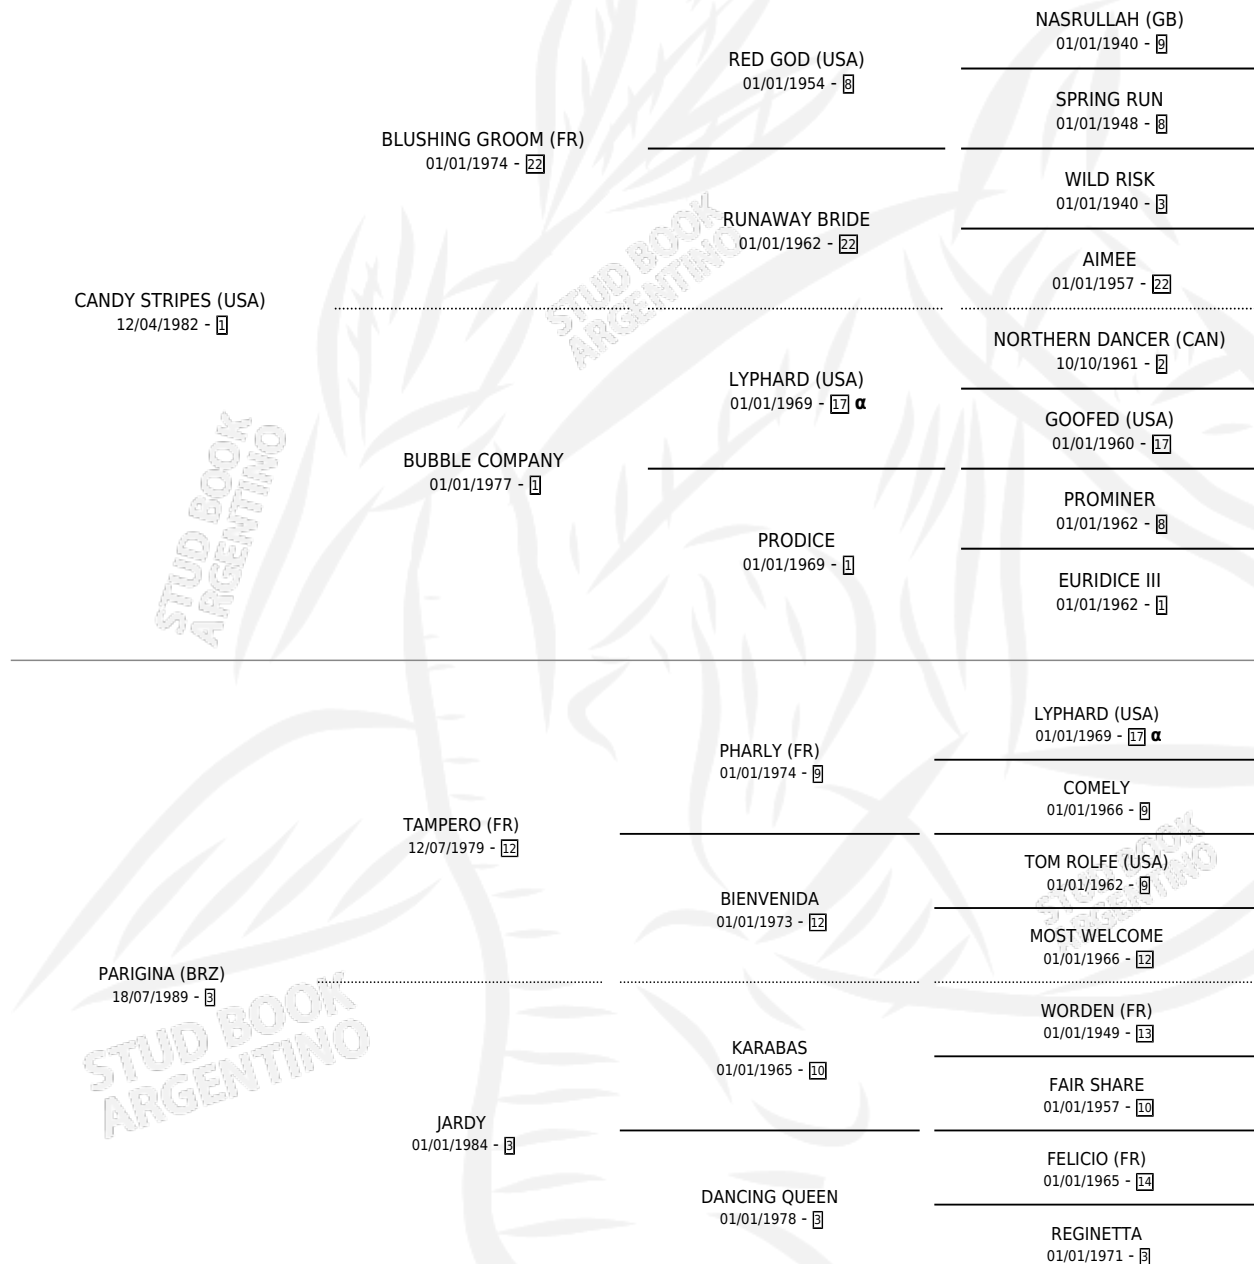 NASRULLAH (GB)
01/01/1940 - 9
RED GOD (USA)
01/01/1954 - 8
SPRING RUN
01/01/1948 - 8
BLUSHING GROOM (FR)
01/01/1974 - 22
WILD RISK
01/01/1940 - 3
RUNAWAY BRIDE
01/01/1962 - 22
AIMEE
01/01/1957 - 22
CANDY STRIPES (USA)
12/04/1982 - 1
STUD BOOK
ARGENTINO
NORTHERN DANCER (CAN)
10/10/1961 - 2
LYPHARD (USA)
01/01/1969 - 17 α
GOOFED (USA)
01/01/1960 - 17
BUBBLE COMPANY
01/01/1977 - 1
PROMINER
01/01/1962 - 8
PRODICE
01/01/1969 - 1
EURIDICE III
01/01/1962 - 1
STUD BOOK
ARGENTINO
LYPHARD (USA)
01/01/1969 - 17 α
PHARLY (FR)
01/01/1974 - 9
COMELY
01/01/1966 - 9
TAMPERO (FR)
12/07/1979 - 12
TOM ROLFE (USA)
01/01/1962 - 9
BIENVENIDA
01/01/1973 - 12
MOST WELCOME
01/01/1966 - 12
STUD BOOK
ARGENTINO
PARIGINA (BRZ)
18/07/1989 - 3
WORDEN (FR)
01/01/1949 - 13
KARABAS
01/01/1965 - 10
FAIR SHARE
01/01/1957 - 10
STUD BOOK
ARGENTINO
JARDY
01/01/1984 - 3
FELICIO (FR)
01/01/1965 - 14
DANCING QUEEN
01/01/1978 - 3
REGINETTA
01/01/1971 - 3